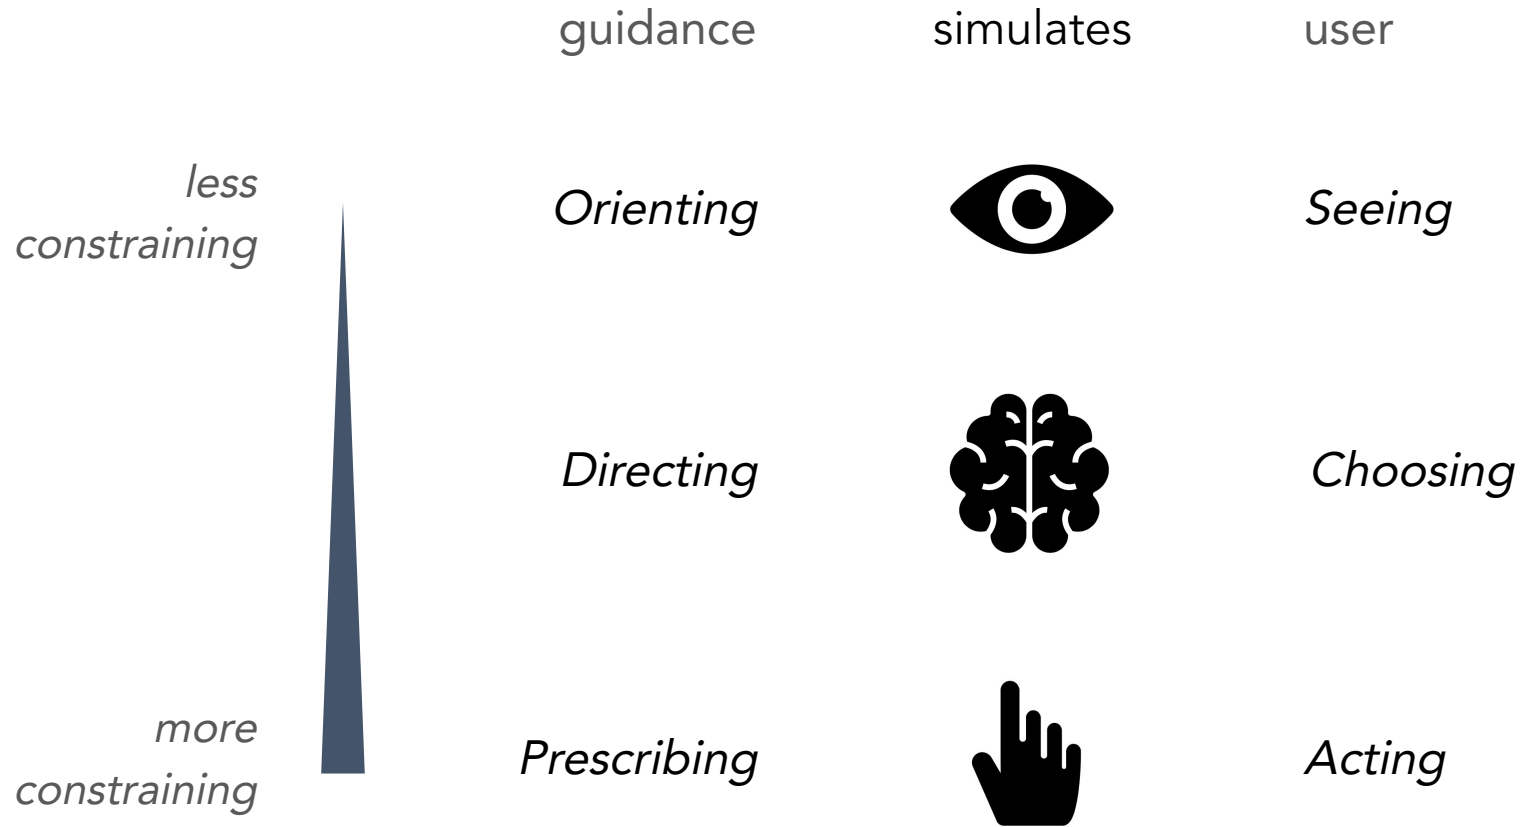 guidance simulates user
less
constraining
Orienting Seeing
Directing Choosing
more
constraining
Prescribing Acting